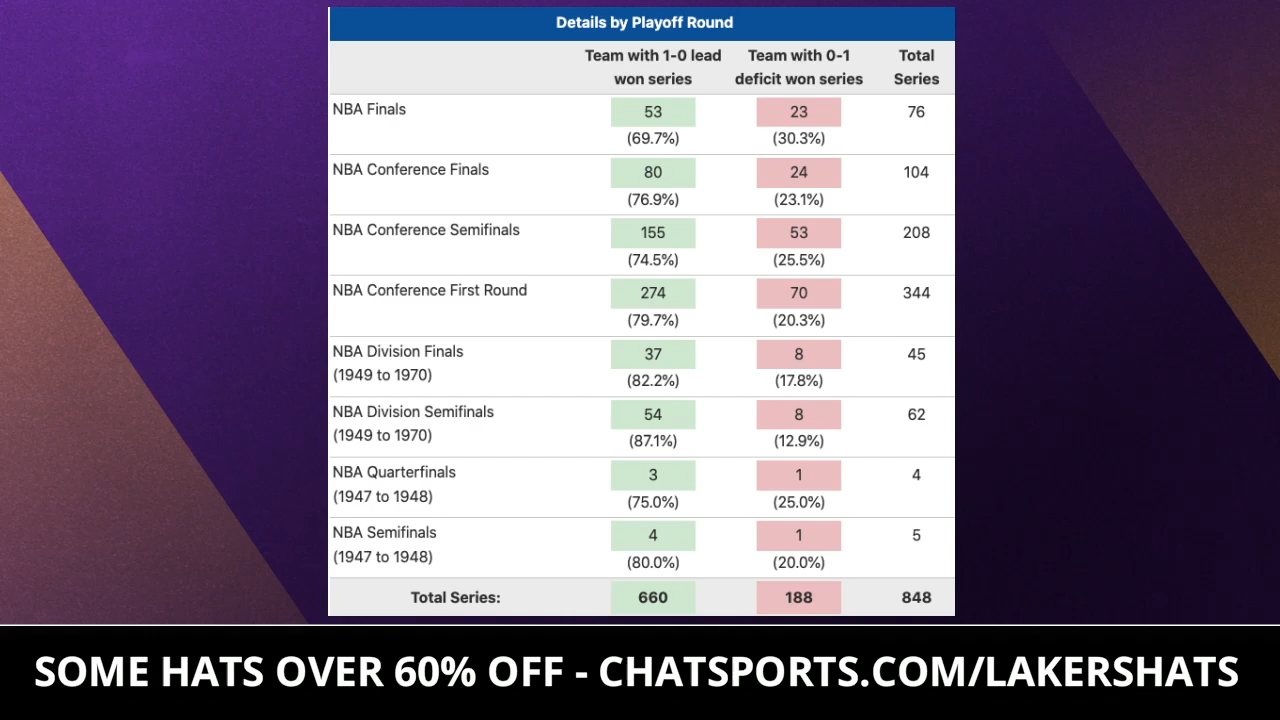 Details by Playoff Round
Team with 1-0 lead won series Team with 0-1 deficit won series Total Series
NBA Finals 53 23 76
(69.7%) (30.3%)
NBA Conference Finals 80 24 104
(76.9%) (23.1%)
NBA Conference Semifinals 155 53 208
(74.5%) (25.5%)
NBA Conference First Round 274 70 344
(79.7%) (20.3%)
NBA Division Finals 37 8 45
(1949 to 1970) (82.2%) (17.8%)
NBA Division Semifinals 54 8 62
(1949 to 1970) (87.1%) (12.9%)
NBA Quarterfinals 3 1 4
(1947 to 1948) (75.0%) (25.0%)
NBA Semifinals 4 1 5
(1947 to 1948) (80.0%) (20.0%)
Total Series: 660 188 848
SOME HATS OVER 60% OFF - CHATSPORTS.COM/LAKERSHATS